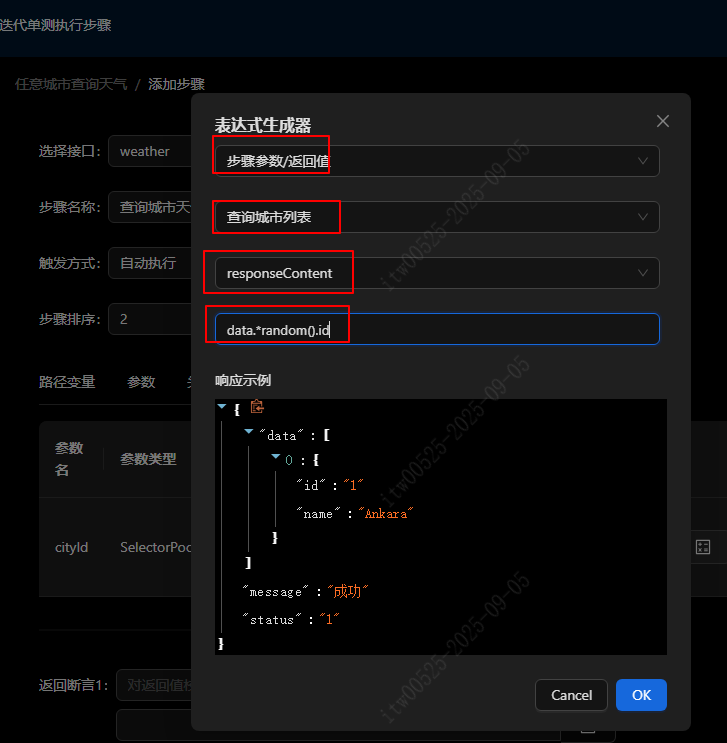 迭代单测执行步骤
任意城市查询天气 / 添加步骤
表达式生成器
选择接口: weather
步骤参数/返回值
步骤名称: 查询城市天
查询城市列表
触发方式: 自动执行
responseContent
步骤排序: 2
data.*random().id
路径变量 参数
响应示例
{
"data" : [
0 : {
"id" : "1"
"name" : "Ankara"
}
]
"message" : "成功"
"status" : "1"
}
参数名 参数类型
cityId SelectorPoo
返回断言1: 对返回值校
Cancel OK
itw00525-2025-09-05
itw00525-2025-09-05
itw00525-2025-09-05